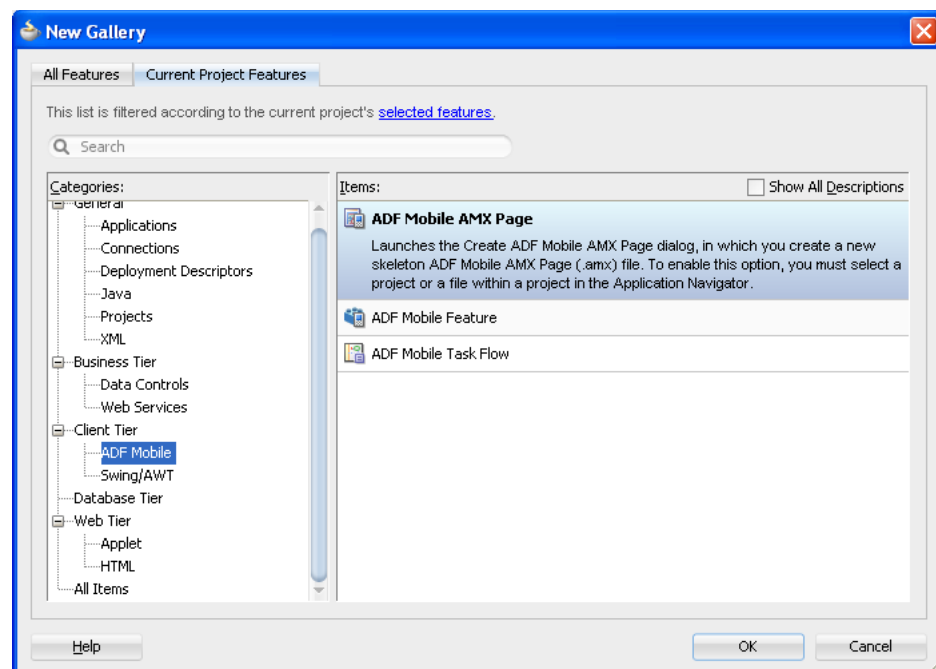 New Gallery
All Features Current Project Features
This list is filtered according to the current project's selected features.
Search
Categories:
General
Applications
Connections
Deployment Descriptors
Java
Projects
XML
Business Tier
Data Controls
Web Services
Client Tier
ADF Mobile
Swing/AWT
Database Tier
Web Tier
Applet
HTML
All Items
Items: Show All Descriptions
ADF Mobile AMX Page
Launches the Create ADF Mobile AMX Page dialog, in which you create a new
skeleton ADF Mobile AMX Page (.amx) file. To enable this option, you must select a
project or a file within a project in the Application Navigator.
ADF Mobile Feature
ADF Mobile Task Flow
Help OK Cancel